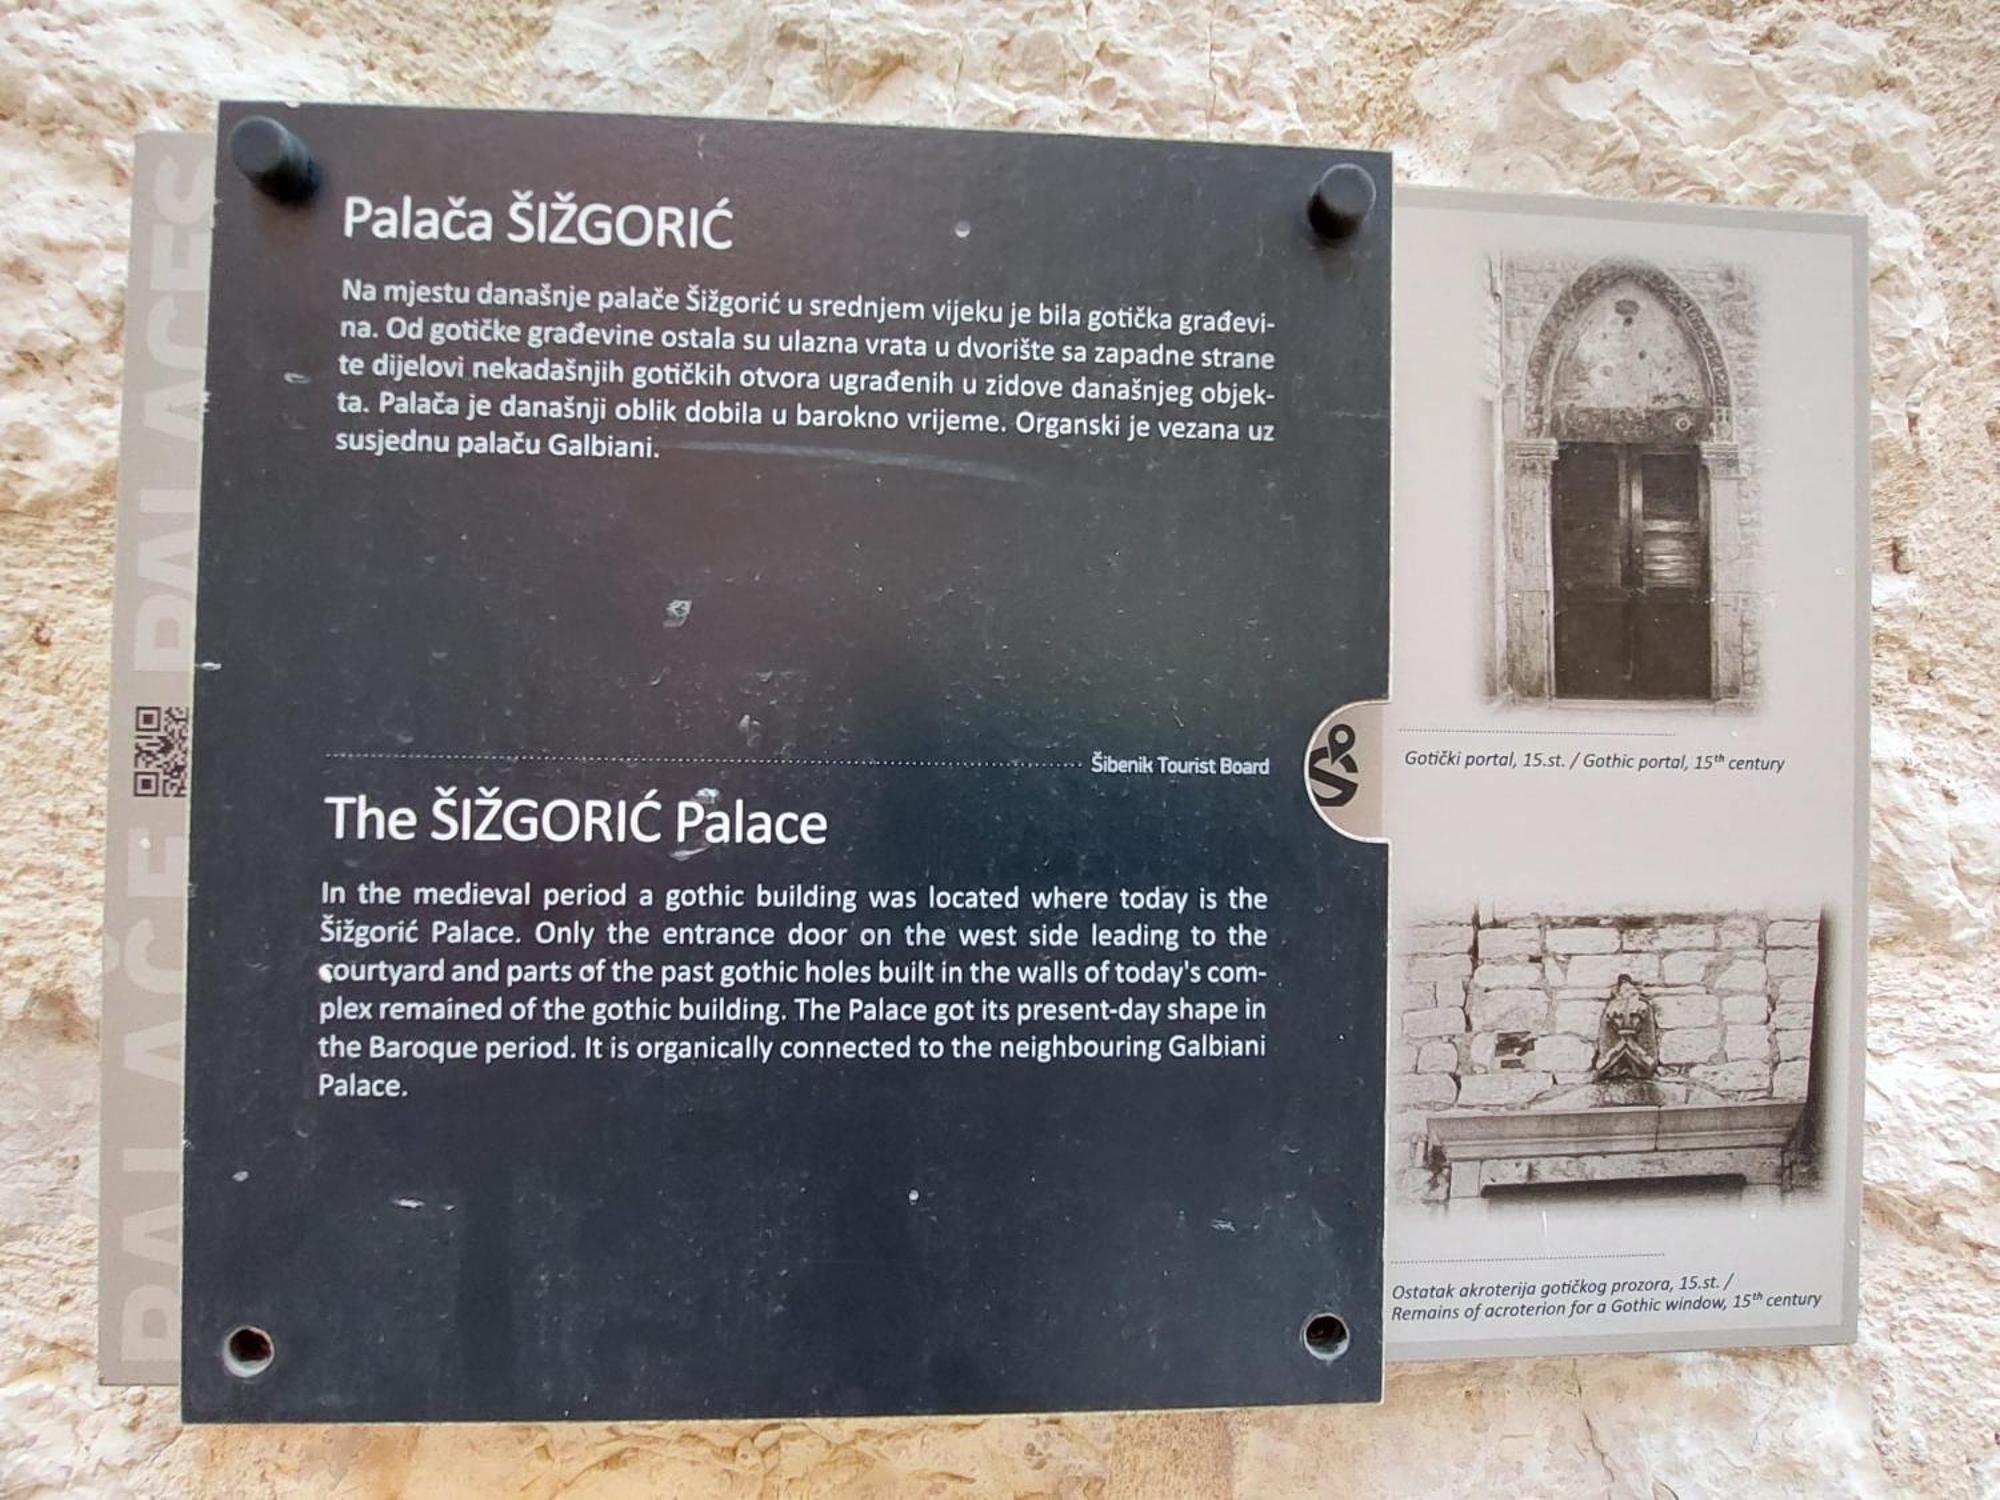 PALAČE PALACES
Palača ŠIŽGORIĆ
Na mjestu današnje palače Šižgorić u srednjem vijeku je bila gotička građevi-
na. Od gotičke građevine ostala su ulazna vrata u dvorište sa zapadne strane
te dijelovi nekadašnjih gotičkih otvora ugrađenih u zidove današnjeg objek-
ta. Palača je današnji oblik dobila u barokno vrijeme. Organski je vezana uz
susjednu palaču Galbiani.
Šibenik Tourist Board
The ŠIŽGORIĆ Palace
In the medieval period a gothic building was located where today is the
Šižgorić Palace. Only the entrance door on the west side leading to the
courtyard and parts of the past gothic holes built in the walls of today's com-
plex remained of the gothic building. The Palace got its present-day shape in
the Baroque period. It is organically connected to the neighbouring Galbiani
Palace.
Gotički portal, 15.st. / Gothic portal, 15th century
Ostatak akroterija gotičkog prozora, 15.st. /
Remains of acroterion for a Gothic window, 15th century